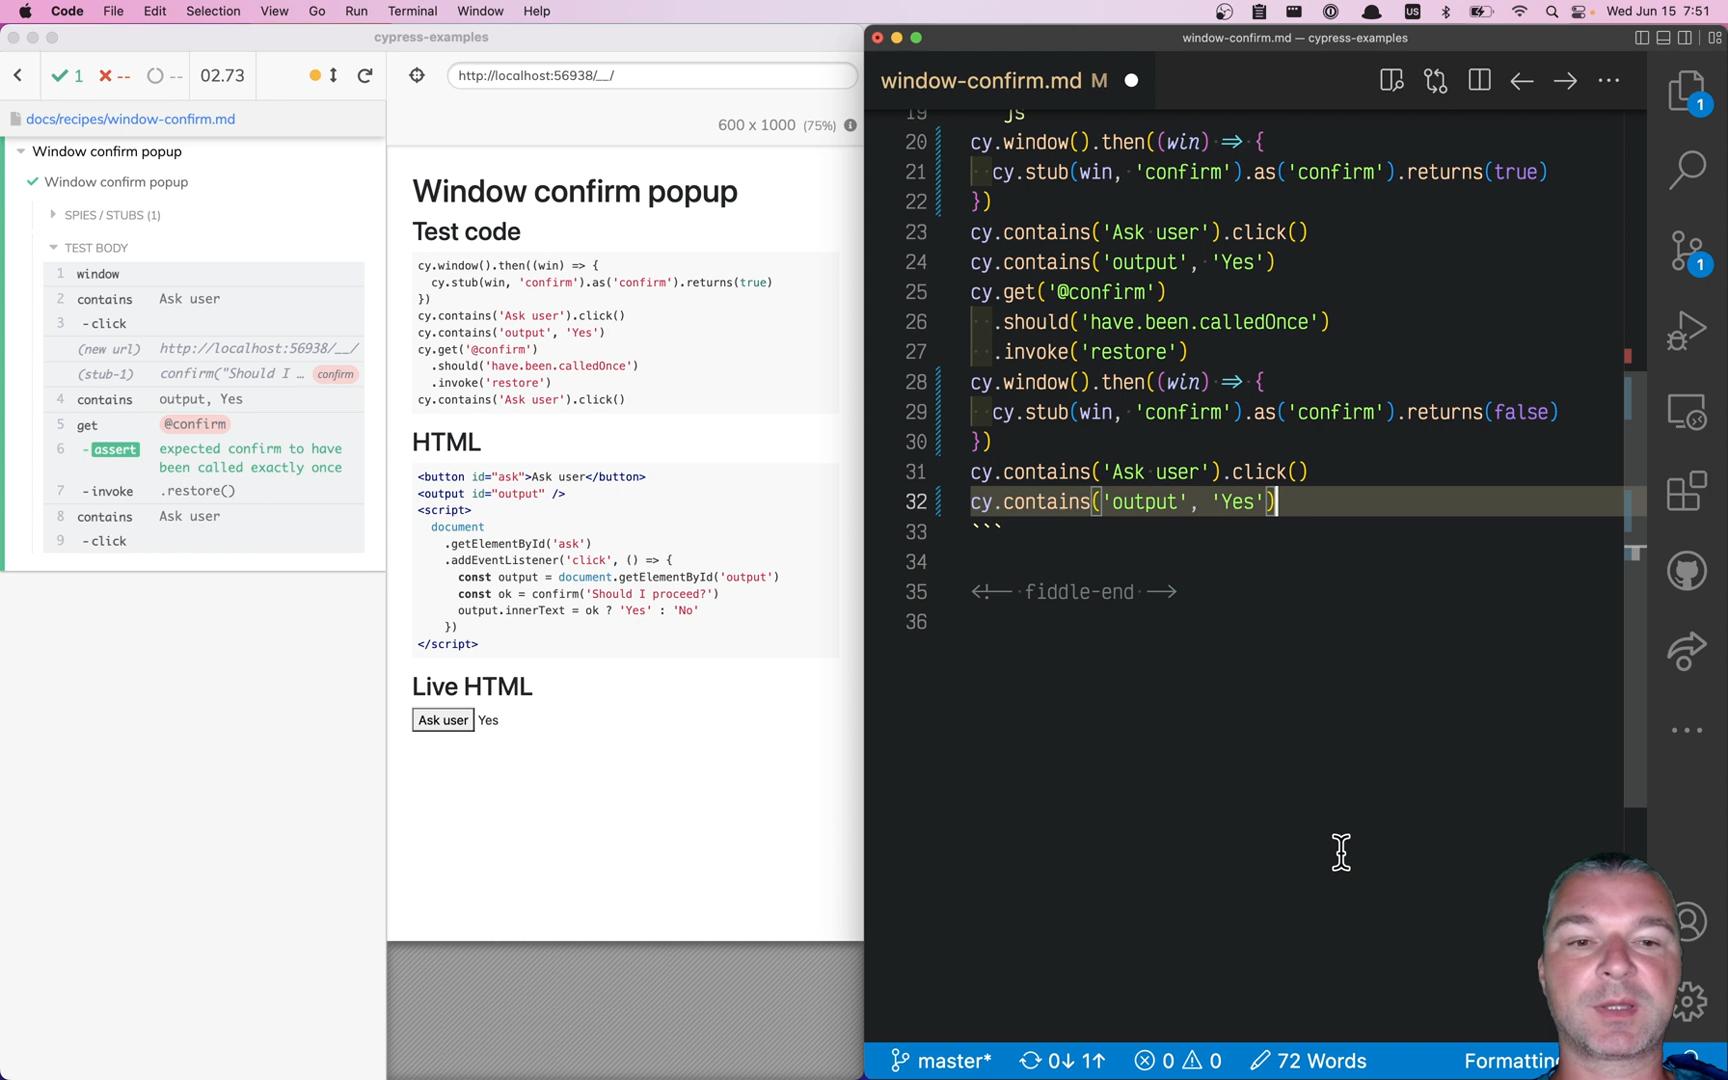 Code File Edit Selection View Go Run Terminal Window Help
US
Wed Jun 15 7:51
cypress-examples
1 -- -- 02.73
docs/recipes/window-confirm.md
Window confirm popup
Window confirm popup
SPIES / STUBS (1)
TEST BODY
1 window
2 contains Ask user
3 -click
(new url) http://localhost:56938/__/
(stub-1) confirm("Should I … confirm
4 contains output, Yes
5 get @confirm
6 -assert expected confirm to have
been called exactly once
7 -invoke .restore()
8 contains Ask user
9 -click
http://localhost:56938/__/
600 x 1000 (75%)
Window confirm popup
Test code
cy.window().then((win) => {
cy.stub(win, 'confirm').as('confirm').returns(true)
})
cy.contains('Ask user').click()
cy.contains('output', 'Yes')
cy.get('@confirm')
.should('have.been.calledOnce')
.invoke('restore')
cy.contains('Ask user').click()
HTML
<button id="ask">Ask user</button>
<output id="output" />
<script>
document
.getElementById('ask')
.addEventListener('click', () => {
const output = document.getElementById('output')
const ok = confirm('Should I proceed?')
output.innerText = ok ? 'Yes' : 'No'
})
</script>
Live HTML
Ask user Yes
window-confirm.md — cypress-examples
window-confirm.md M
19 js
20 cy.window().then((win) => {
21 cy.stub(win, 'confirm').as('confirm').returns(true)
22 })
23 cy.contains('Ask user').click()
24 cy.contains('output', 'Yes')
25 cy.get('@confirm')
26 .should('have.been.calledOnce')
27 .invoke('restore')
28 cy.window().then((win) => {
29 cy.stub(win, 'confirm').as('confirm').returns(false)
30 })
31 cy.contains('Ask user').click()
32 cy.contains('output', 'Yes')
33 ```
34
35 <!-- fiddle-end -->
36
1
1
master* 0↓ 1↑ 0 0 72 Words